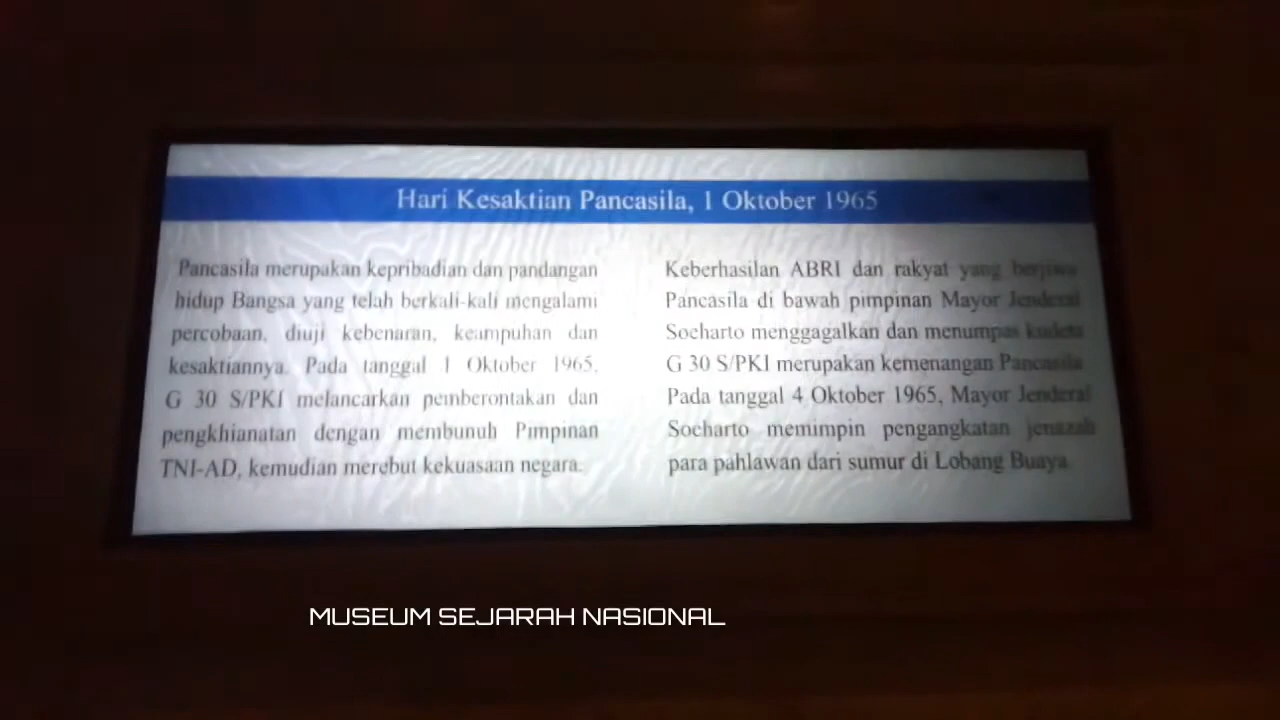 Hari Kesaktian Pancasila, 1 Oktober 1965
Pancasila merupakan kepribadian dan pandangan
hidup Bangsa yang telah berkali-kali mengalami
percobaan, diuji kebenaran, keampuhan dan
kesaktiannya. Pada tanggal 1 Oktober 1965,
G 30 S/PKI melancarkan pemberontakan dan
pengkhianatan dengan membunuh Pimpinan
TNI-AD, kemudian merebut kekuasaan negara.
Keberhasilan ABRI dan rakyat yang berjiwa
Pancasila di bawah pimpinan Mayor Jenderal
Soeharto menggagalkan dan menumpas kudeta
G 30 S/PKI merupakan kemenangan Pancasila
Pada tanggal 4 Oktober 1965, Mayor Jenderal
Soeharto memimpin pengangkatan jenazah
para pahlawan dari sumur di Lobang Buaya
MUSEUM SEJARAH NASIONAL